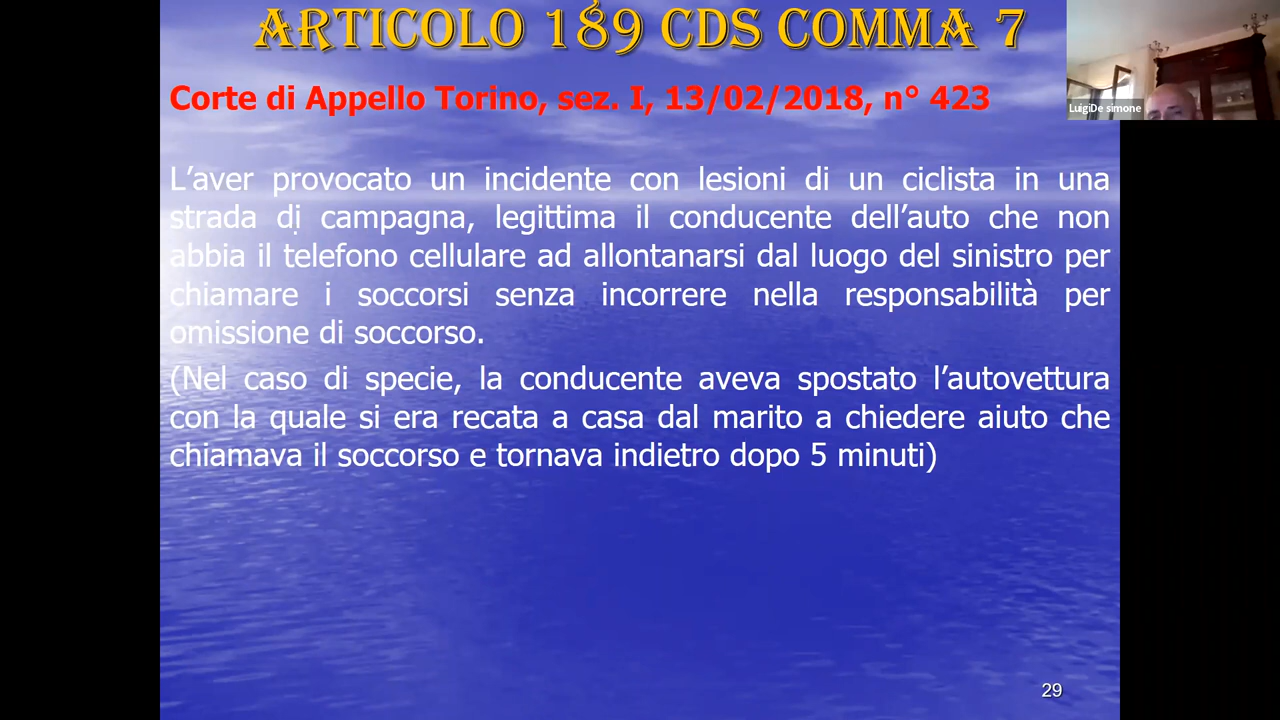 ARTICOLO 189 CDS COMMA 7
LuigiDe simone
Corte di Appello Torino, sez. I, 13/02/2018, n° 423
L’aver provocato un incidente con lesioni di un ciclista in una
strada di campagna, legittima il conducente dell’auto che non
abbia il telefono cellulare ad allontanarsi dal luogo del sinistro per
chiamare i soccorsi senza incorrere nella responsabilità per
omissione di soccorso.
(Nel caso di specie, la conducente aveva spostato l’autovettura
con la quale si era recata a casa dal marito a chiedere aiuto che
chiamava il soccorso e tornava indietro dopo 5 minuti)
29